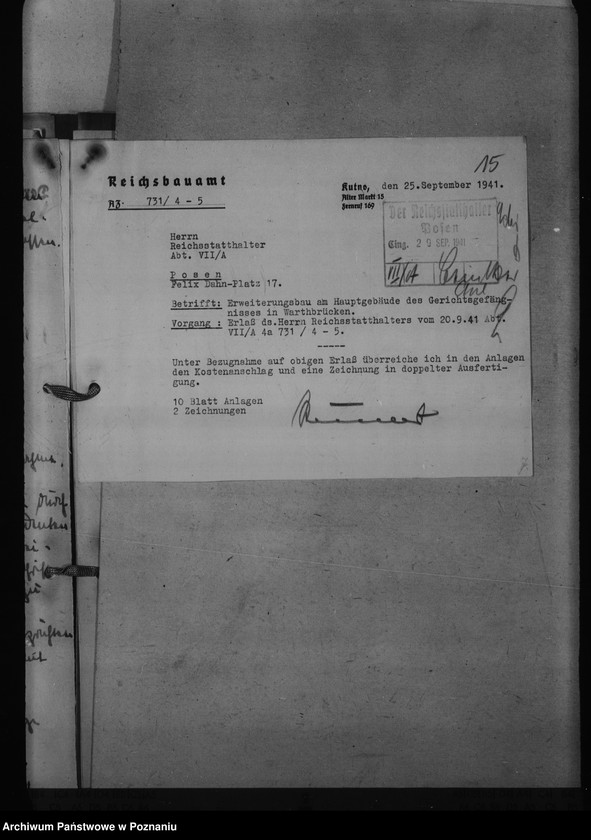 15
Reichsbauamt
Az. 731/ 4 - 5
Kutno, den 25.September 1941.
Alter Markt 15
Fernruf 169
Der Reichsstatthalter
Posen
Eing. 29 SEP. 1941
Herrn
Reichsstatthalter
Abt. VII/A
Posen
Felix Dahn-Platz 17.
Betrifft: Erweiterungsbau am Hauptgebäude des Gerichtsgefäng-
nisses in Warthbrücken.
Vorgang : Erlaß ds.Herrn Reichsstatthalters vom 20.9.41 Abt.
VII/A 4a 731 / 4 - 5.
-----
Unter Bezugnahme auf obigen Erlaß überreiche ich in den Anlagen
den Kostenanschlag und eine Zeichnung in doppelter Ausferti-
gung.
10 Blatt Anlagen
2 Zeichnungen
7
Archiwum Państwowe w Poznaniu